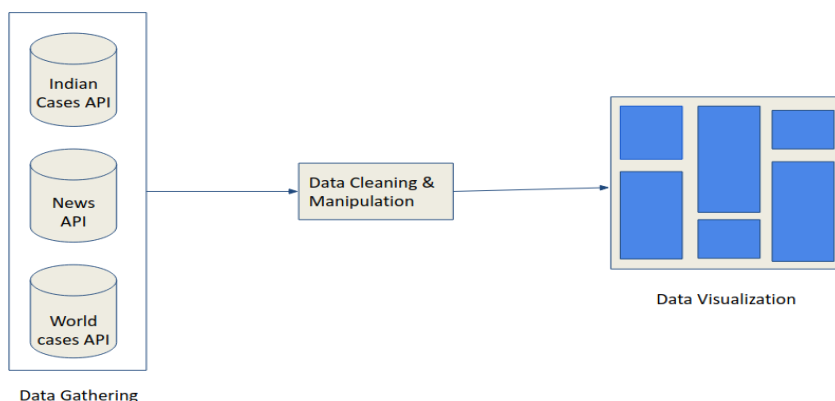 Indian
Cases API
News
API
World
cases API
Data Gathering
Data Cleaning &
Manipulation
Data Visualization